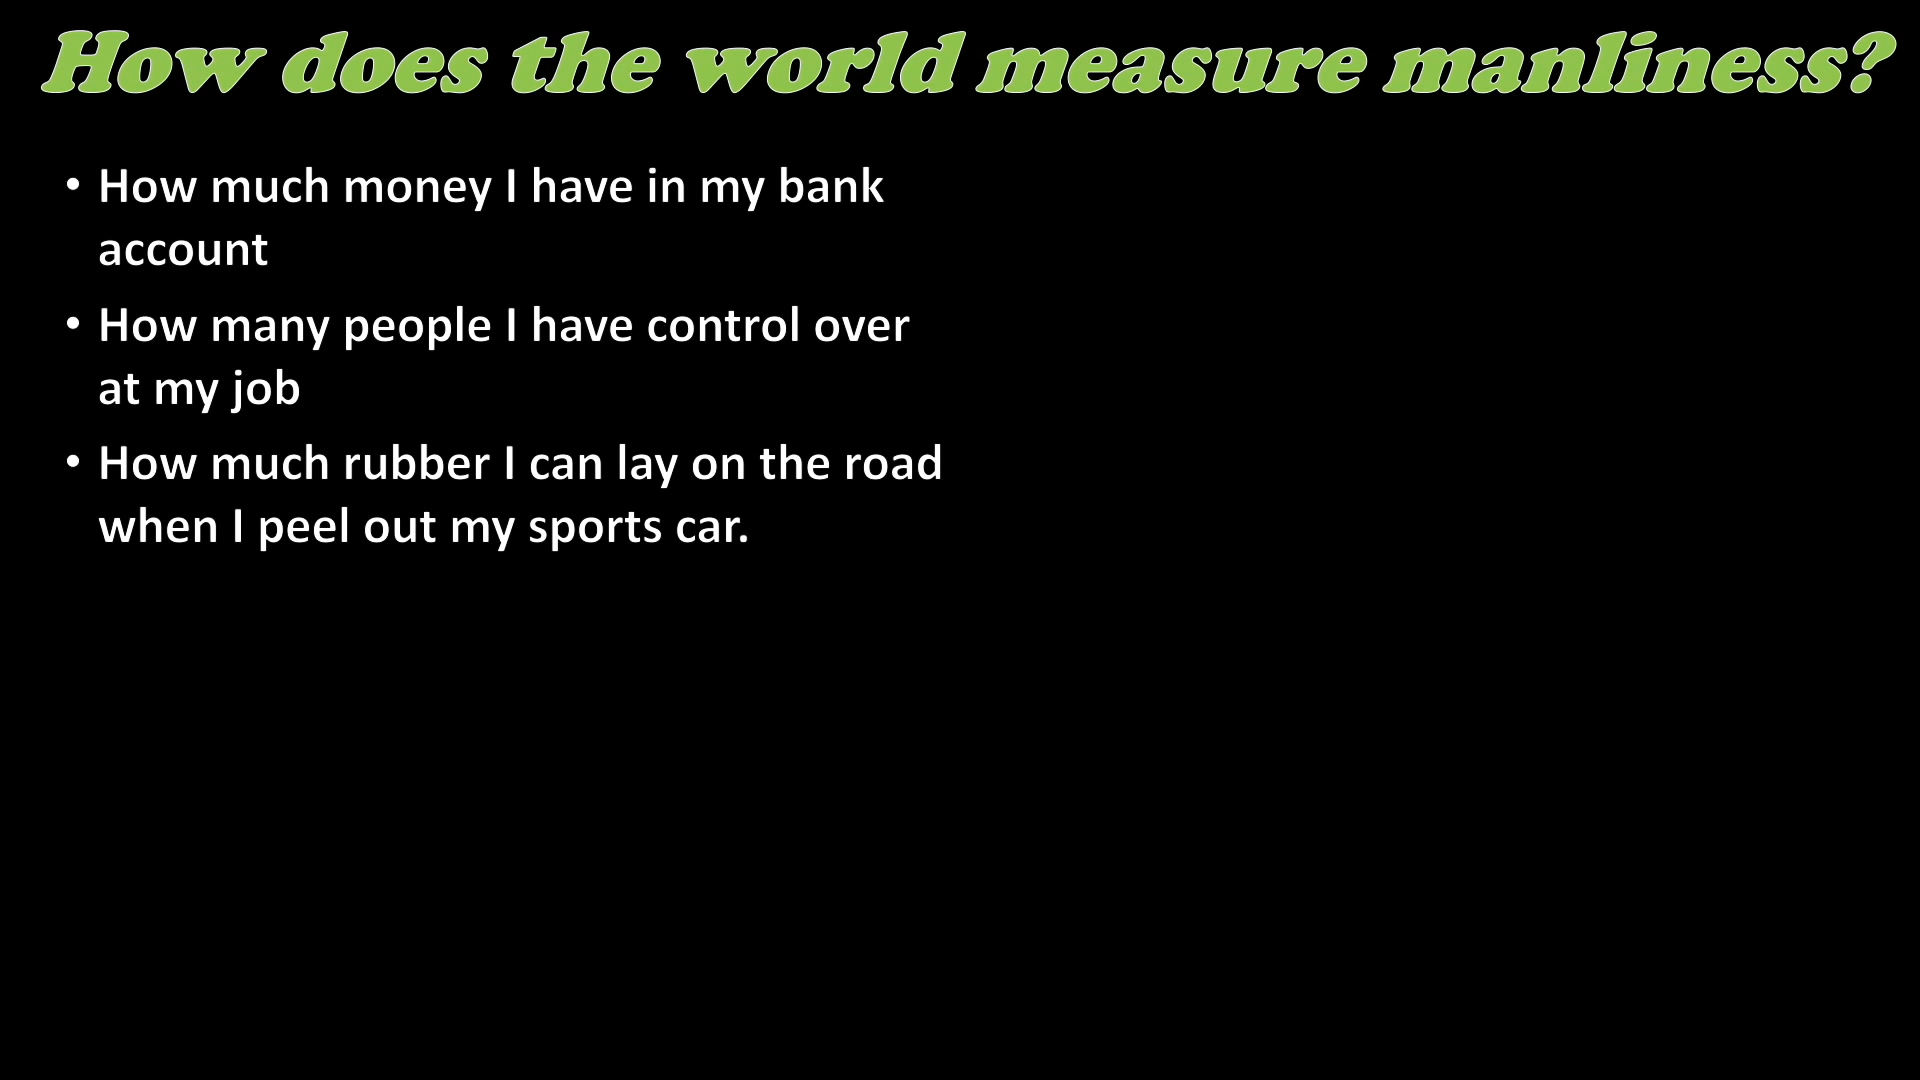 How does the world measure manliness?
• How much money I have in my bank
account
• How many people I have control over
at my job
• How much rubber I can lay on the road
when I peel out my sports car.